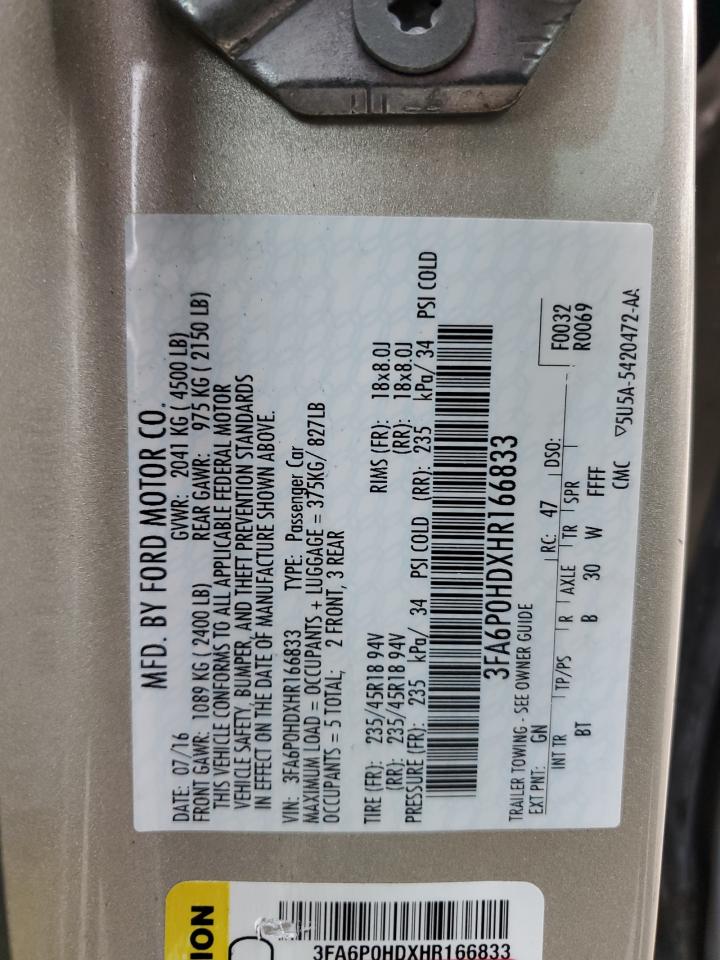 MFD. BY FORD MOTOR CO.
DATE: 07/16 GVWR: 2041 KG ( 4500 LB)
FRONT GAWR: 1089 KG ( 2400 LB) REAR GAWR: 975 KG ( 2150 LB)
THIS VEHICLE CONFORMS TO ALL APPLICABLE FEDERAL MOTOR
VEHICLE SAFETY, BUMPER, AND THEFT PREVENTION STANDARDS
IN EFFECT ON THE DATE OF MANUFACTURE SHOWN ABOVE.
VIN: 3FA6P0HDXHR166833 TYPE: Passenger Car
MAXIMUM LOAD = OCCUPANTS + LUGGAGE = 375KG/ 827LB
OCCUPANTS = 5 TOTAL; 2 FRONT, 3 REAR
TIRE (FR): 235/45R18 94V RIMS (FR): 18x8.0J
(RR): 235/45R18 94V (RR): 18x8.0J
PRESSURE (FR): 235 kPa/ 34 PSI COLD (RR): 235 kPa/ 34 PSI COLD
3FA6P0HDXHR166833
TRAILER TOWING - SEE OWNER GUIDE
F0032
R0069
EXT PNT: GN RC: 47 DSO:
INT TR TP/PS R AXLE TR SPR
BT B 30 W FFFF
CMC ▽5U5A-5420472-AA
ION
3FA6P0HDXHR166833